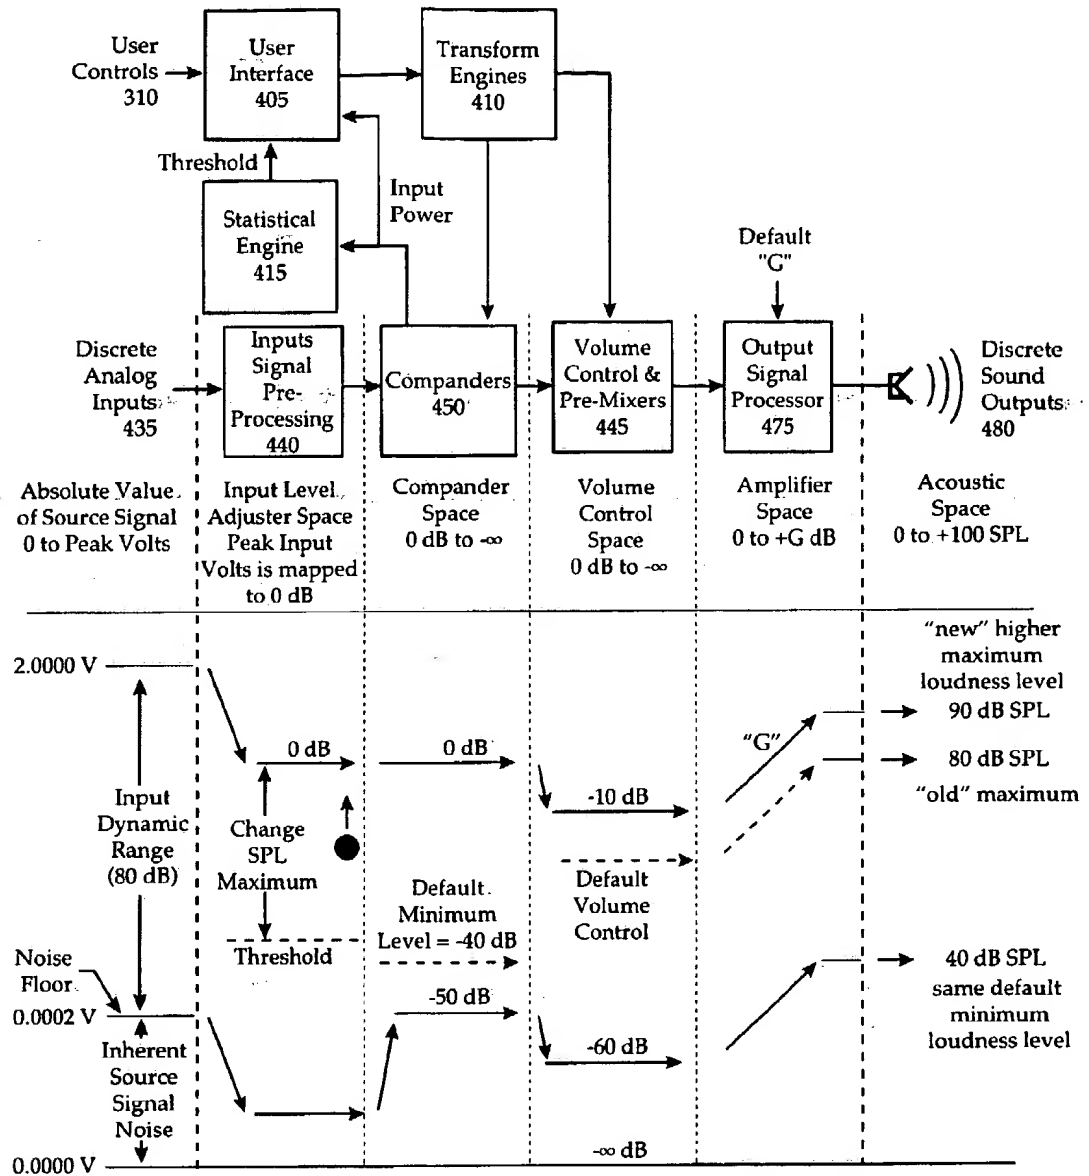 User
Controls
310
User
Interface
405
Transform
Engines
410
Threshold
Input
Power
Statistical
Engine
415
Default
"G"
Discrete
Analog
Inputs
435
Inputs
Signal
Pre-
Processing
440
Companders
450
Volume
Control &
Pre-Mixers
445
Output
Signal
Processor
475
Discrete
Sound
Outputs
480
Absolute Value
of Source Signal
0 to Peak Volts
Input Level
Adjuster Space
Peak Input
Volts is mapped
to 0 dB
Compander
Space
0 dB to -∞
Volume
Control
Space
0 dB to -∞
Amplifier
Space
0 to +G dB
Acoustic
Space
0 to +100 SPL
2.0000 V
"new" higher
maximum
loudness level
90 dB SPL
0 dB
0 dB
"G"
80 dB SPL
"old" maximum
-10 dB
Input
Dynamic
Range
(80 dB)
Change
SPL
Maximum
Default
Minimum
Level = -40 dB
Default
Volume
Control
Threshold
Noise
Floor
0.0002 V
-50 dB
40 dB SPL
same default
minimum
loudness level
-60 dB
Inherent
Source
Signal
Noise
0.0000 V
-∞ dB